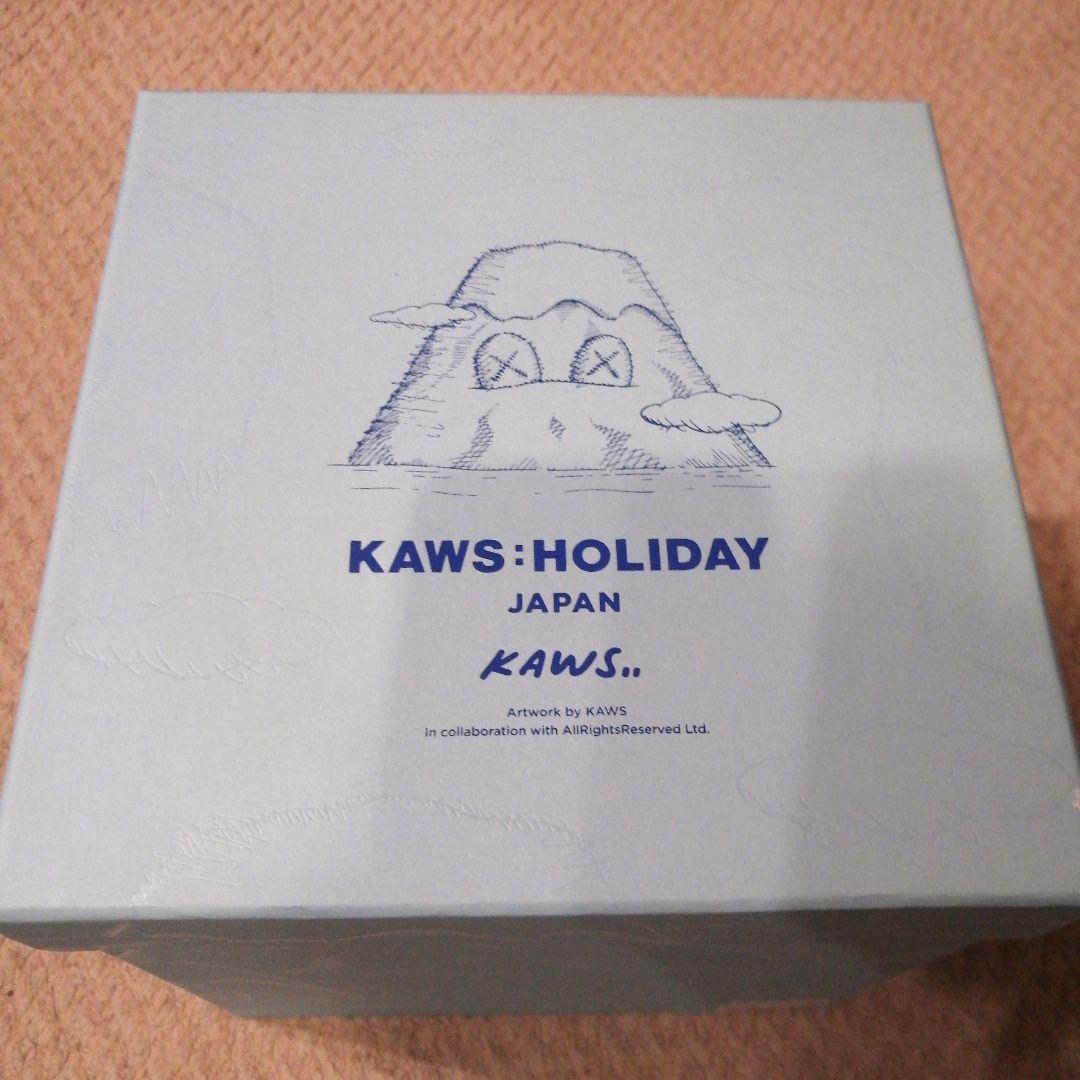 KAWS:HOLIDAY
JAPAN
KAWS..
Artwork by KAWS
In collaboration with AllRightsReserved Ltd.